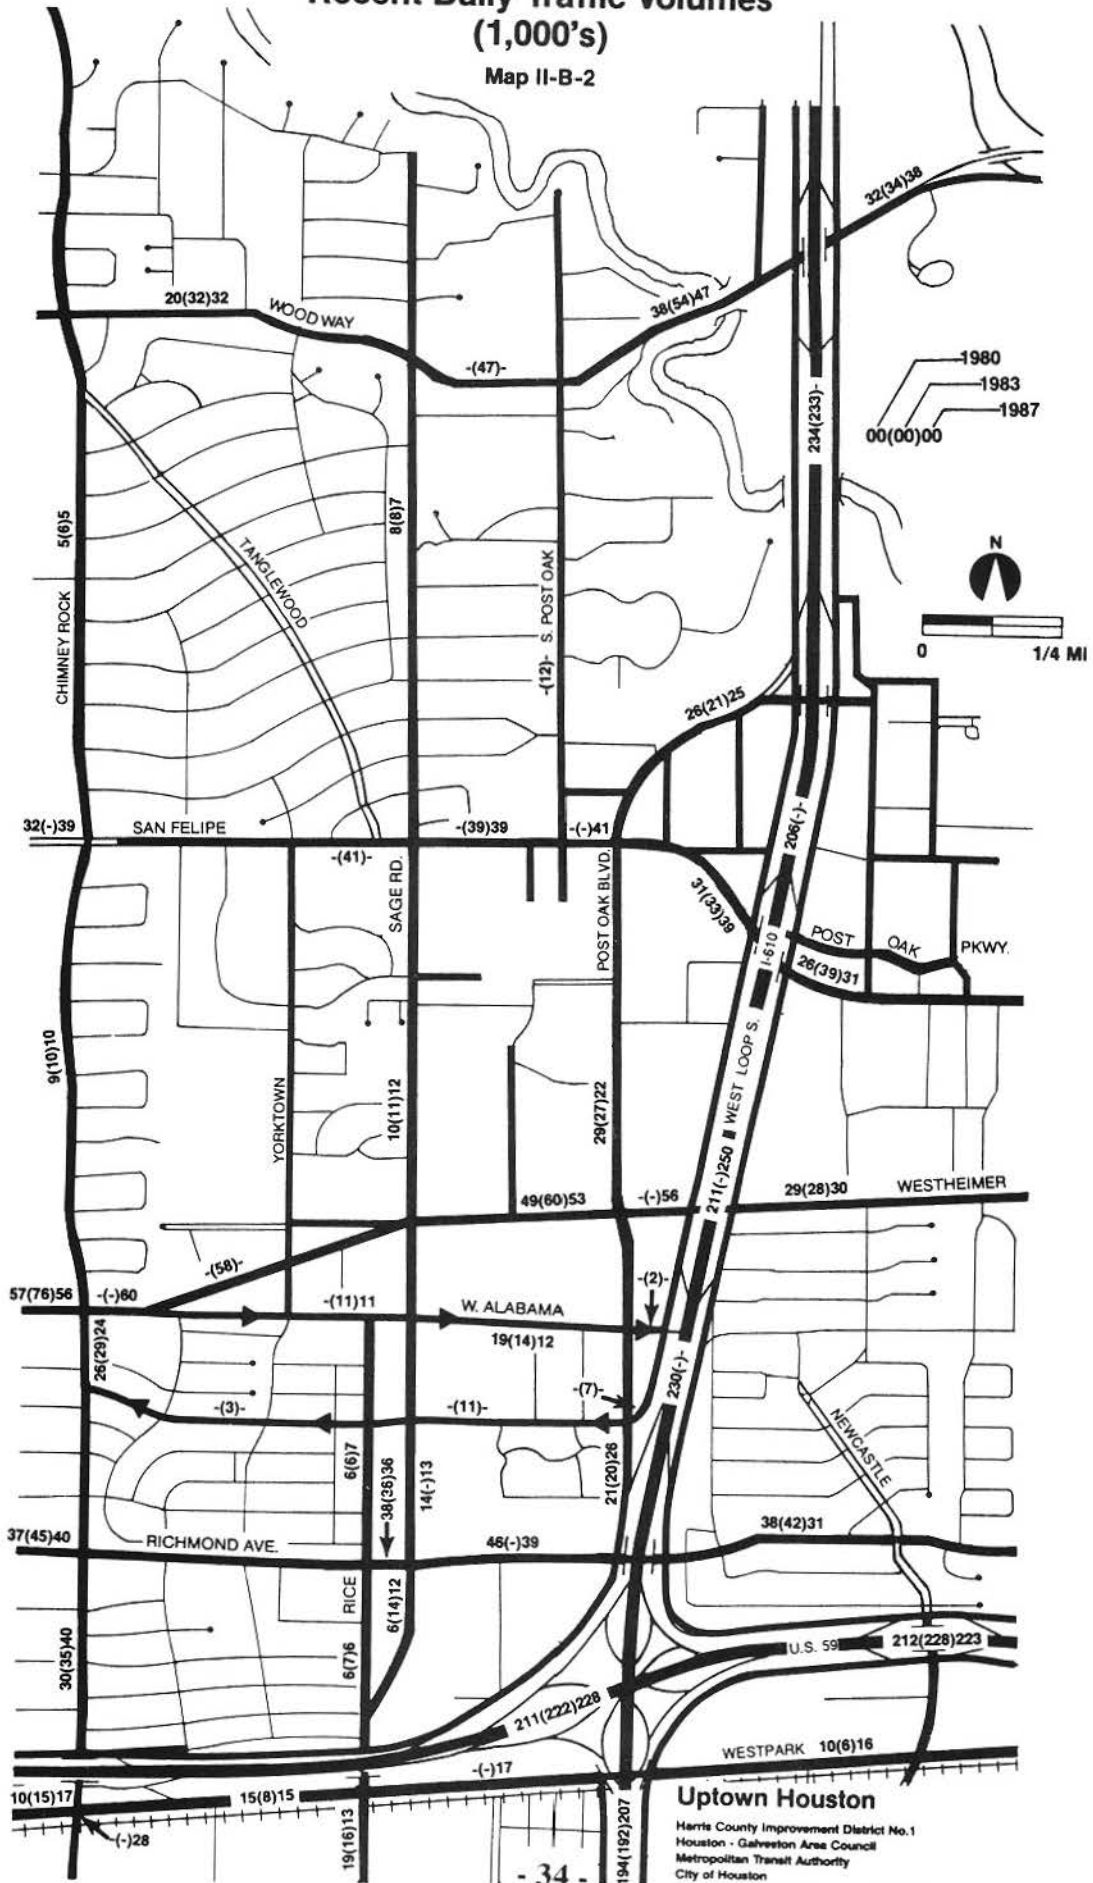 Recent Daily Traffic Volumes
(1,000's)
Map II-B-2
32(34)38
20(32)32
WOODWAY
38(54)47
-(47)-
1980
1983
1987
00(00)00
234(233)-
5(6)5
8(8)7
TANGLEWOOD
S. POST OAK
-(12)-
CHIMNEY ROCK
N
0 1/4 MI
26(21)25
32(-)39
SAN FELIPE
-(39)39
-(-)41
-(41)-
206(-)-
SAGE RD.
POST OAK BLVD.
31(33)39
I-610
POST OAK PKWY.
26(39)31
9(10)10
YORKTOWN
10(11)12
29(27)22
WEST LOOP S.
211(-)250
49(60)53
-(-)56
29(28)30
WESTHEIMER
-(58)-
57(76)56
-(-)60
-(11)11
W. ALABAMA
-(2)-
19(14)12
26(29)24
230(-)-
-(7)-
-(3)-
-(11)-
NEWCASTLE
6(6)7
38(36)36
14(-)13
21(20)26
37(45)40
RICHMOND AVE.
46(-)39
38(42)31
RICE
6(14)12
30(35)40
6(7)6
U.S. 59
212(228)223
211(222)228
WESTPARK 10(6)16
-(-)17
10(15)17
15(8)15
-(-)28
19(16)13
194(192)207
Uptown Houston
Harris County Improvement District No.1
Houston - Galveston Area Council
Metropolitan Transit Authority
City of Houston
- 34 -